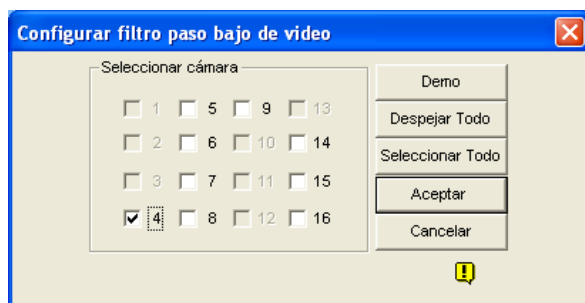 Configurar filtro paso bajo de video
Seleccionar cámara
1 5 9 13
2 6 10 14
3 7 11 15
4 8 12 16
Demo
Despejar Todo
Seleccionar Todo
Aceptar
Cancelar